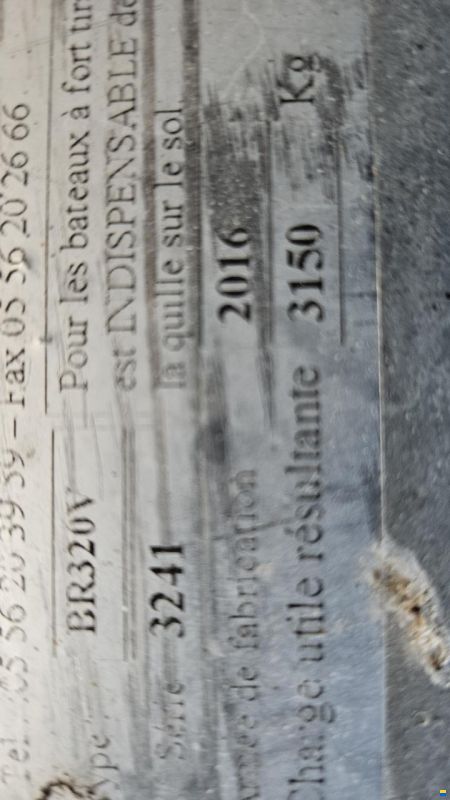 Tel. 05 56 20 39 39 – Fax 05 56 20 26 66
Type BR320V
Pour les bateaux à fort
est INDISPENSABLE de
la quille sur le sol
Série 3241
Année de fabrication 2016
Charge utile résultante 3150 Kg